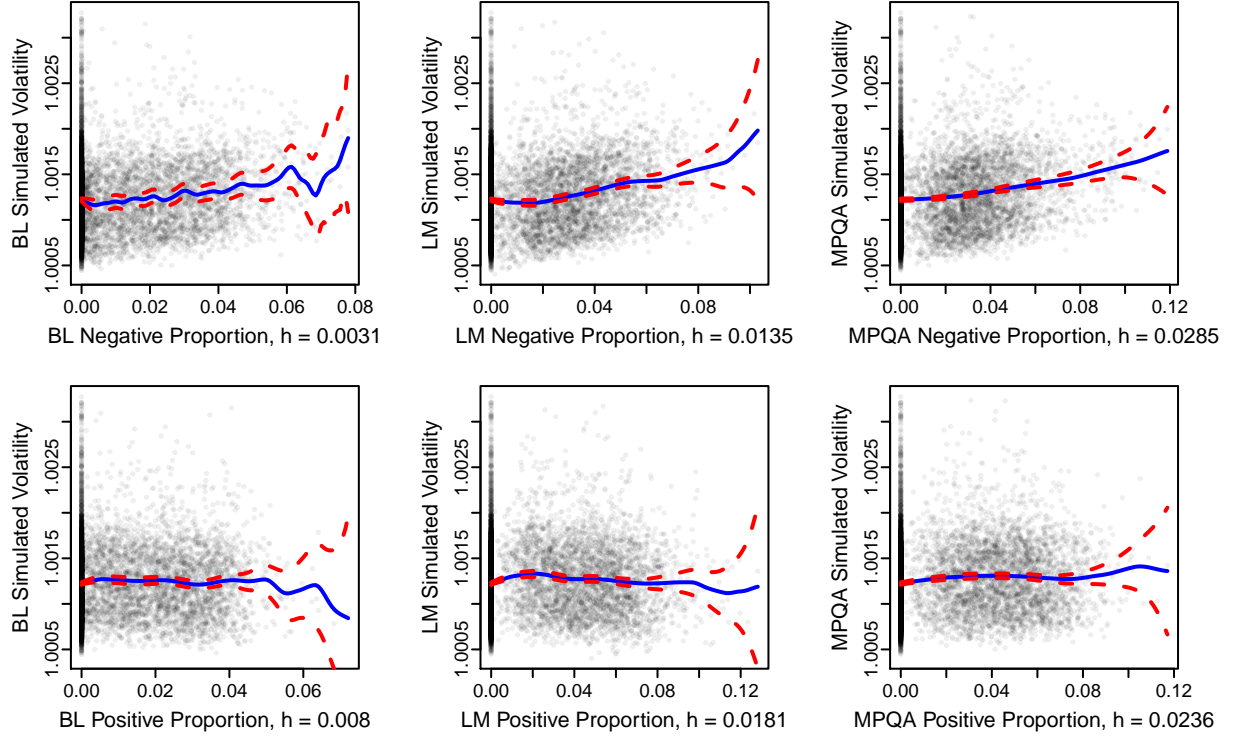 BL Simulated Volatility
1.0005 1.0015 1.0025
0.00 0.02 0.04 0.06 0.08
BL Negative Proportion, h = 0.0031
LM Simulated Volatility
1.0005 1.0015 1.0025
0.00 0.04 0.08
LM Negative Proportion, h = 0.0135
MPQA Simulated Volatility
1.0005 1.0015 1.0025
0.00 0.04 0.08 0.12
MPQA Negative Proportion, h = 0.0285
BL Simulated Volatility
1.0005 1.0015 1.0025
0.00 0.02 0.04 0.06
BL Positive Proportion, h = 0.008
LM Simulated Volatility
1.0005 1.0015 1.0025
0.00 0.04 0.08 0.12
LM Positive Proportion, h = 0.0181
MPQA Simulated Volatility
1.0005 1.0015 1.0025
0.00 0.04 0.08 0.12
MPQA Positive Proportion, h = 0.0236